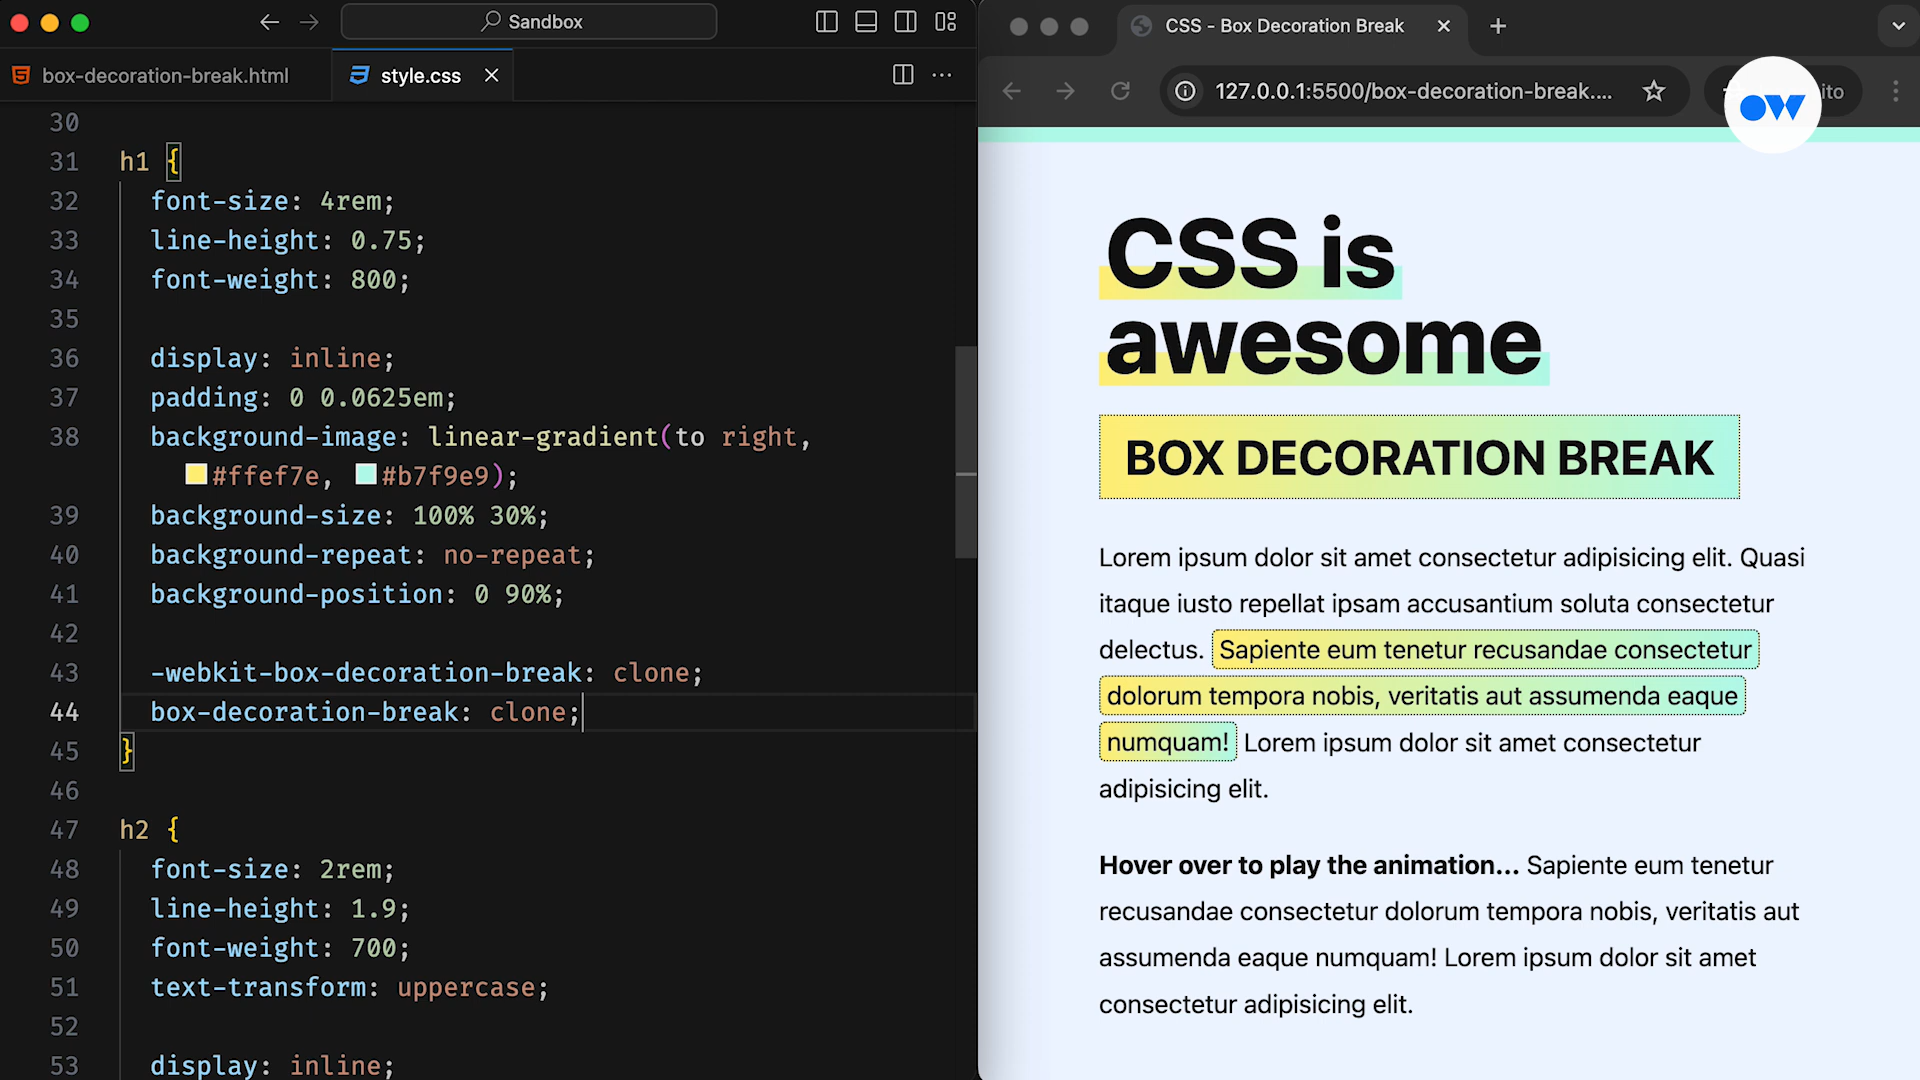 Sandbox
box-decoration-break.html
style.css
30
31 h1 {
32 font-size: 4rem;
33 line-height: 0.75;
34 font-weight: 800;
35
36 display: inline;
37 padding: 0 0.0625em;
38 background-image: linear-gradient(to right,
#ffef7e, #b7f9e9);
39 background-size: 100% 30%;
40 background-repeat: no-repeat;
41 background-position: 0 90%;
42
43 -webkit-box-decoration-break: clone;
44 box-decoration-break: clone;
45 }
46
47 h2 {
48 font-size: 2rem;
49 line-height: 1.9;
50 font-weight: 700;
51 text-transform: uppercase;
52
53 display: inline;
CSS - Box Decoration Break
127.0.0.1:5500/box-decoration-break....
ito
OW
CSS is
awesome
BOX DECORATION BREAK
Lorem ipsum dolor sit amet consectetur adipisicing elit. Quasi
itaque iusto repellat ipsam accusantium soluta consectetur
delectus. Sapiente eum tenetur recusandae consectetur
dolorum tempora nobis, veritatis aut assumenda eaque
numquam! Lorem ipsum dolor sit amet consectetur
adipisicing elit.
Hover over to play the animation... Sapiente eum tenetur
recusandae consectetur dolorum tempora nobis, veritatis aut
assumenda eaque numquam! Lorem ipsum dolor sit amet
consectetur adipisicing elit.